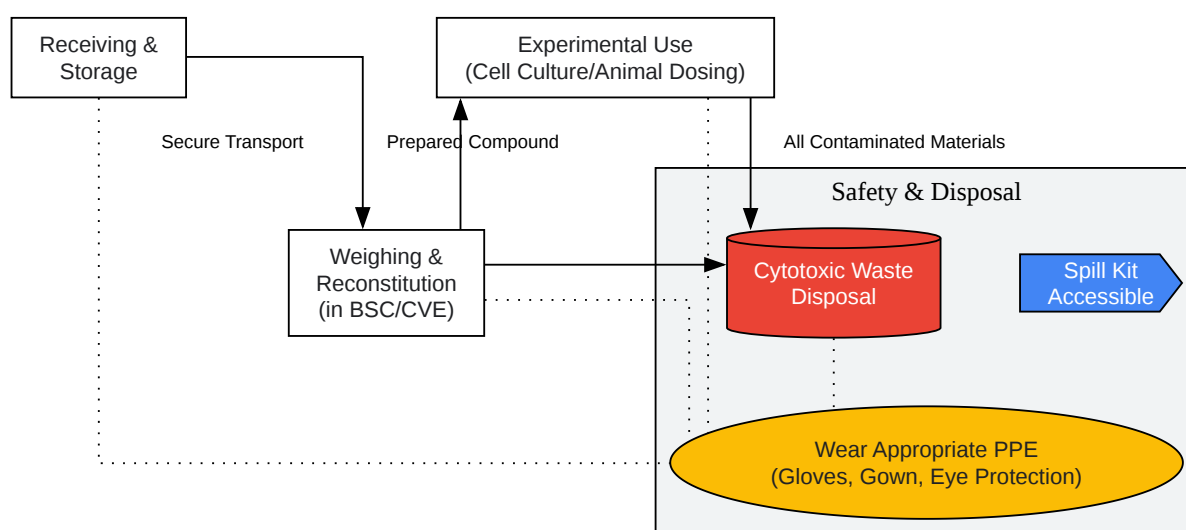 Receiving &
Storage
Experimental Use
(Cell Culture/Animal Dosing)
Secure Transport
Prepared Compound
All Contaminated Materials
Safety & Disposal
Weighing &
Reconstitution
(in BSC/CVE)
Cytotoxic Waste
Disposal
Spill Kit
Accessible
Wear Appropriate PPE
(Gloves, Gown, Eye Protection)